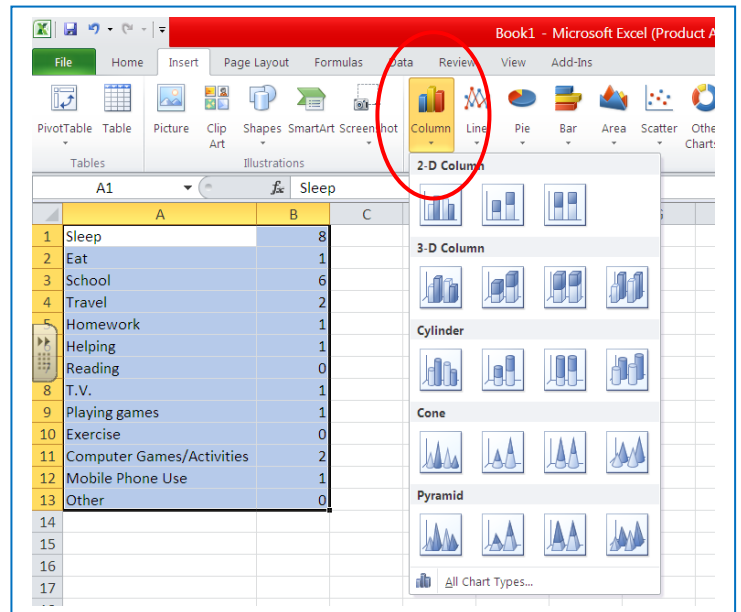 Book1 - Microsoft Excel (Product A
File Home Insert Page Layout Formulas Data Review View Add-Ins
PivotTable Table Picture Clip Art Shapes SmartArt Screenshot Column Line Pie Bar Area Scatter Othe Charts
Tables Illustrations
A1 fx Sleep
2-D Column
A B C
1 Sleep 8
2 Eat 1
3 School 6
4 Travel 2
5 Homework 1
Helping 1
Reading 0
8 T.V. 1
9 Playing games 1
10 Exercise 0
11 Computer Games/Activities 2
12 Mobile Phone Use 1
13 Other 0
14
15
16
17
3-D Column
Cylinder
Cone
Pyramid
All Chart Types...